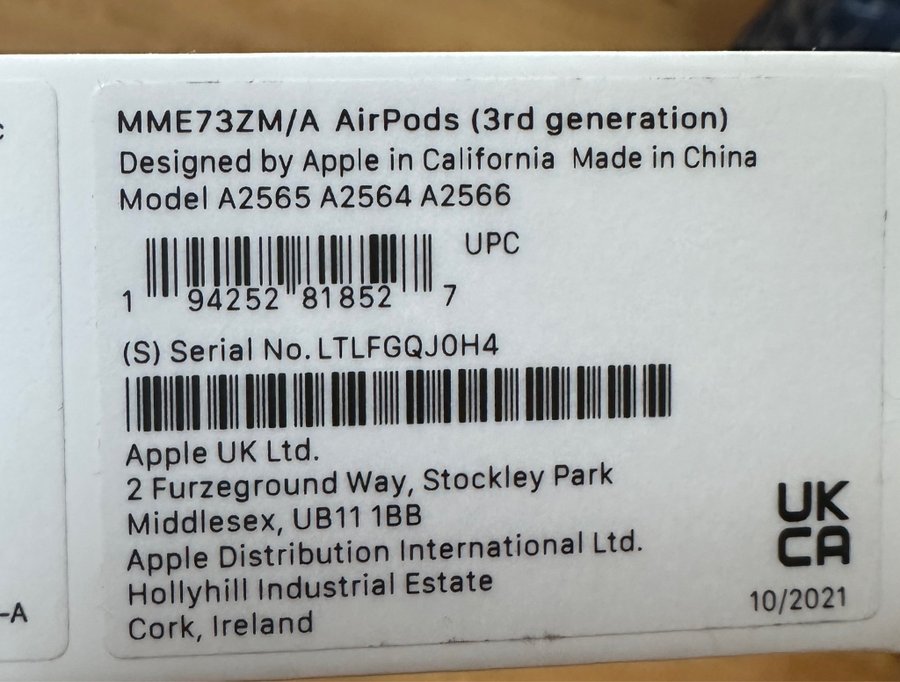 MME73ZM/A AirPods (3rd generation)
Designed by Apple in California Made in China
Model A2565 A2564 A2566
UPC
1 94252 81852 7
(S) Serial No. LTLFGQJ0H4
Apple UK Ltd.
2 Furzeground Way, Stockley Park
Middlesex, UB11 1BB
Apple Distribution International Ltd.
Hollyhill Industrial Estate
Cork, Ireland
UK
CA
10/2021
-A